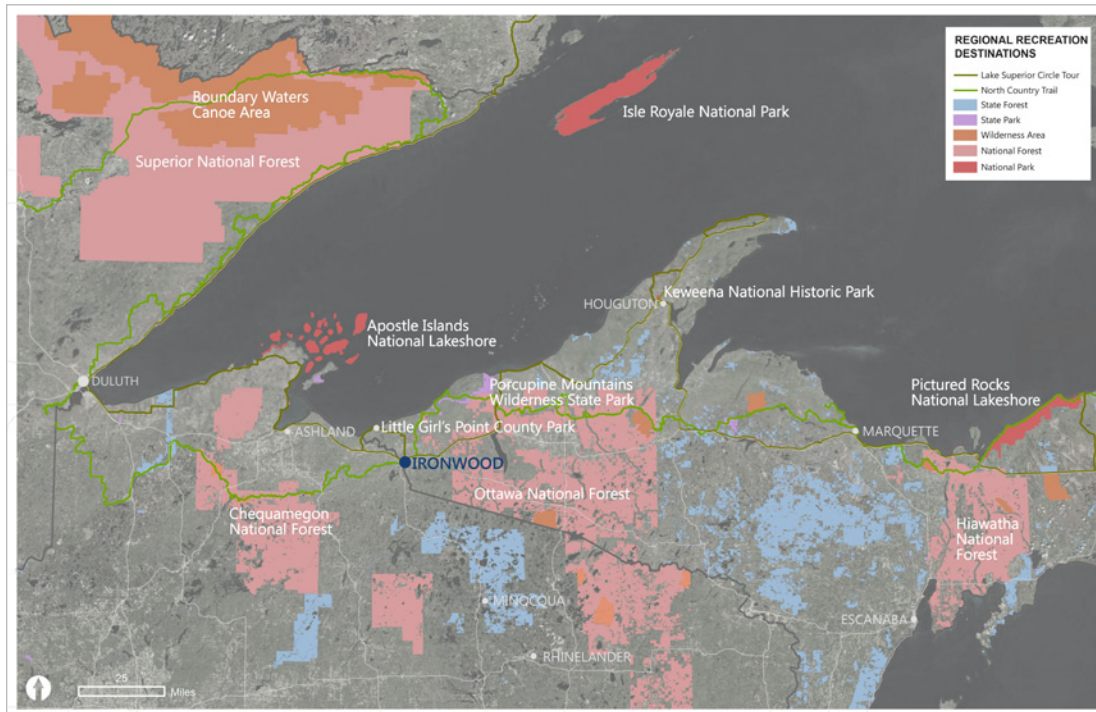 REGIONAL RECREATION
DESTINATIONS
Lake Superior Circle Tour
North Country Trail
State Forest
State Park
Wilderness Area
National Forest
National Park
Boundary Waters
Canoe Area
Isle Royale National Park
Superior National Forest
HOUGUTON
Keweena National Historic Park
Apostle Islands
National Lakeshore
DULUTH
Porcupine Mountains
Wilderness State Park
Pictured Rocks
National Lakeshore
ASHLAND
Little Girl's Point County Park
MARQUETTE
IRONWOOD
Ottawa National Forest
Chequamegon
National Forest
Hiawatha
National
Forest
MINOCQUA
ESCANABA
RHINELANDER
25
Miles